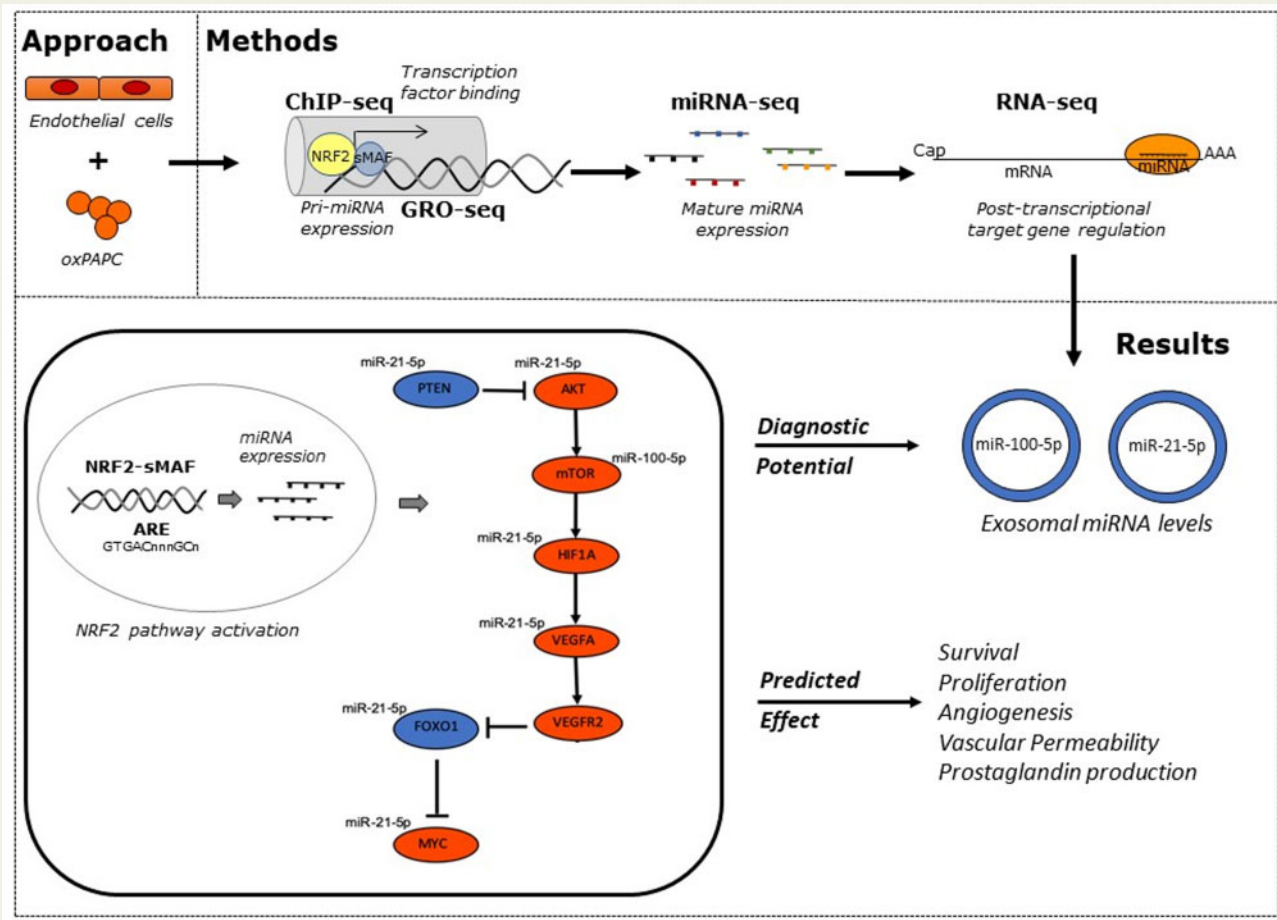 Approach
Endothelial cells
+
oxPAPC
Methods
ChIP-seq
Transcription
factor binding
NRF2
sMAF
Pri-miRNA
expression
GRO-seq
miRNA-seq
Mature miRNA
expression
RNA-seq
Cap
mRNA
miRNA
AAA
Post-transcriptional
target gene regulation
Results
NRF2-sMAF
ARE
GTGACnnnGCn
miRNA
expression
NRF2 pathway activation
miR-21-5p
PTEN
miR-21-5p
AKT
mTOR
miR-100-5p
miR-21-5p
HIF1A
miR-21-5p
VEGFA
VEGFR2
miR-21-5p
FOXO1
miR-21-5p
MYC
Diagnostic
Potential
miR-100-5p
miR-21-5p
Exosomal miRNA levels
Predicted
Effect
Survival
Proliferation
Angiogenesis
Vascular Permeability
Prostaglandin production